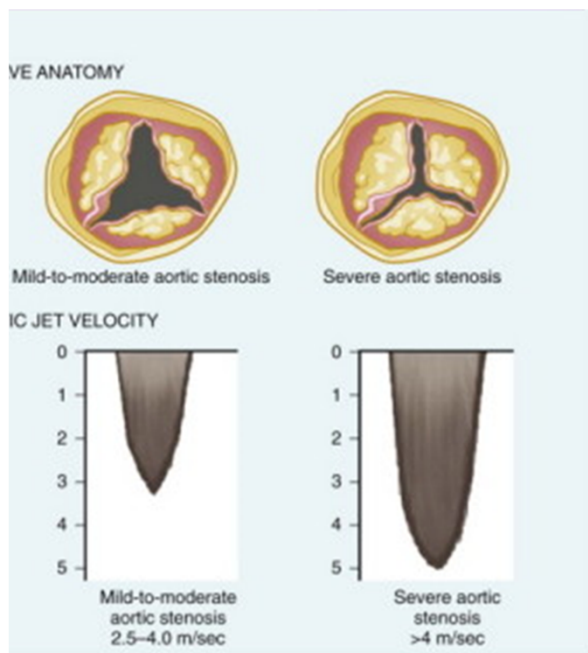 VE ANATOMY
Mild-to-moderate aortic stenosis
Severe aortic stenosis
IC JET VELOCITY
0
1
2
3
4
5
0
1
2
3
4
5
Mild-to-moderate
aortic stenosis
2.5–4.0 m/sec
Severe aortic
stenosis
>4 m/sec